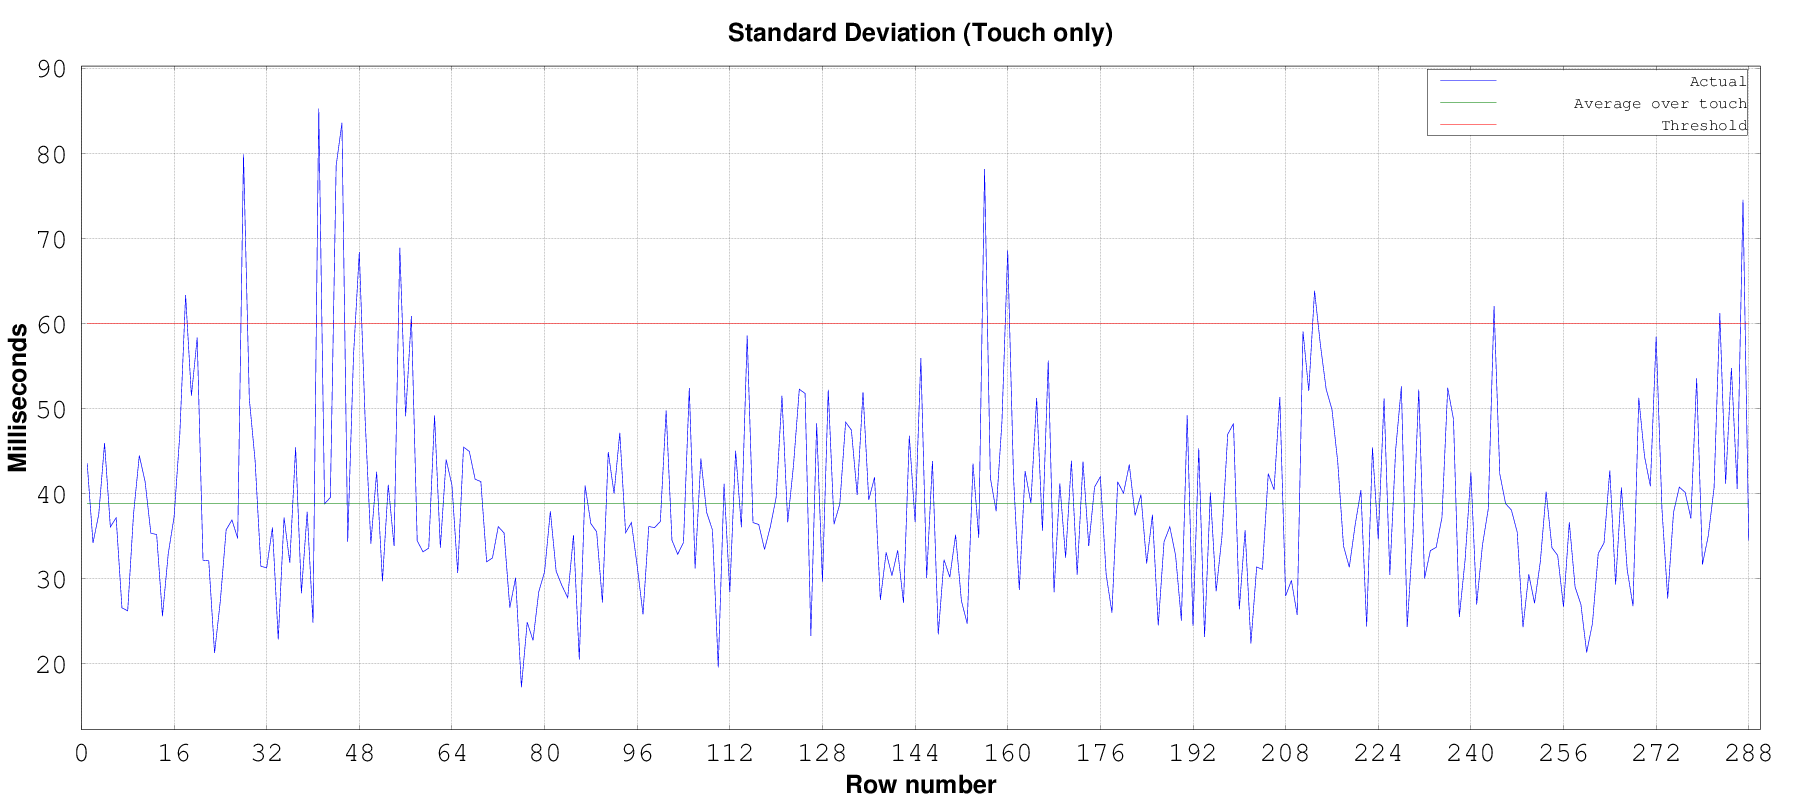 Standard Deviation (Touch only)
90
80
70
60
50
40
30
20
Milliseconds
Actual
Average over touch
Threshold
0 16 32 48 64 80 96 112 128 144 160 176 192 208 224 240 256 272 288
Row number